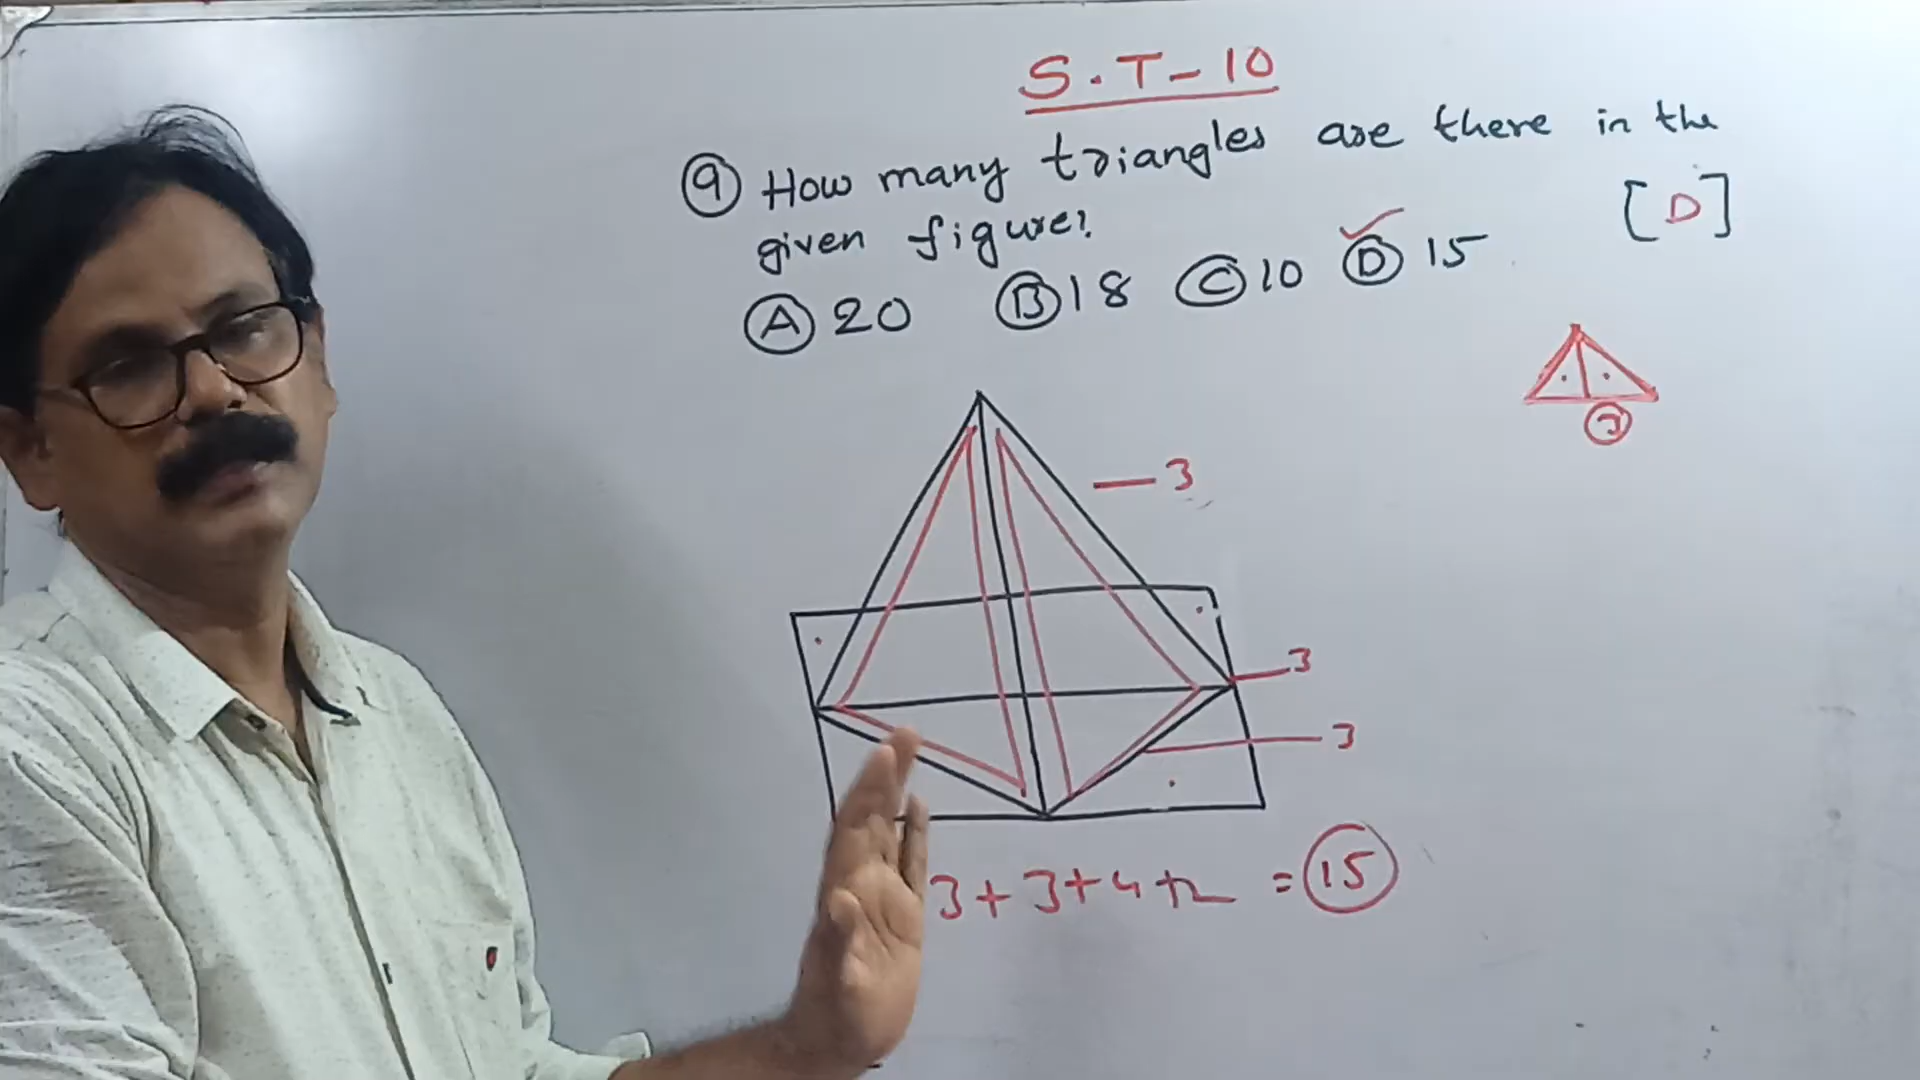 S.T-10
9 How many triangles are there in the
given figure? [D]
A 20 B 18 C 10 D 15
3
3
3
3
3+3+4+2 = 15